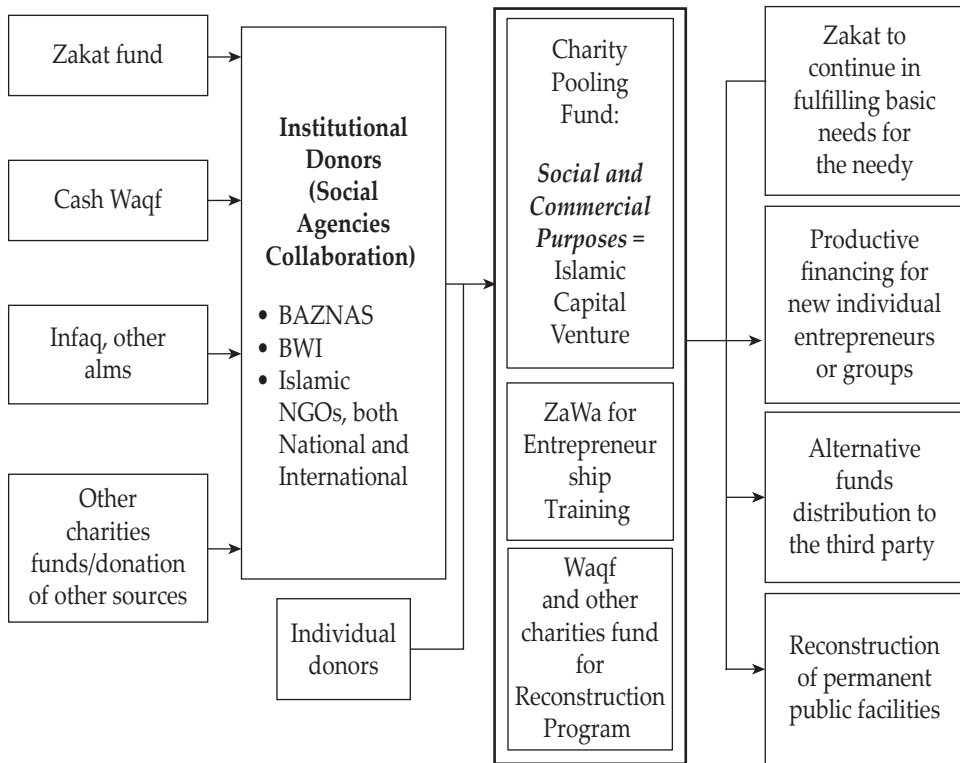 Zakat fund
Cash Waqf
Infaq, other
alms
Other
charities
funds/donation
of other sources
Institutional
Donors
(Social
Agencies
Collaboration)
• BAZNAS
• BWI
• Islamic
NGOs, both
National and
International
Individual
donors
Charity
Pooling
Fund:
Social and
Commercial
Purposes =
Islamic
Capital
Venture
ZaWa for
Entrepreneur
ship
Training
Waqf
and other
charities fund
for
Reconstruction
Program
Zakat to
continue in
fulfilling basic
needs for
the needy
Productive
financing for
new individual
entrepreneurs
or groups
Alternative
funds
distribution to
the third party
Reconstruction
of permanent
public facilities